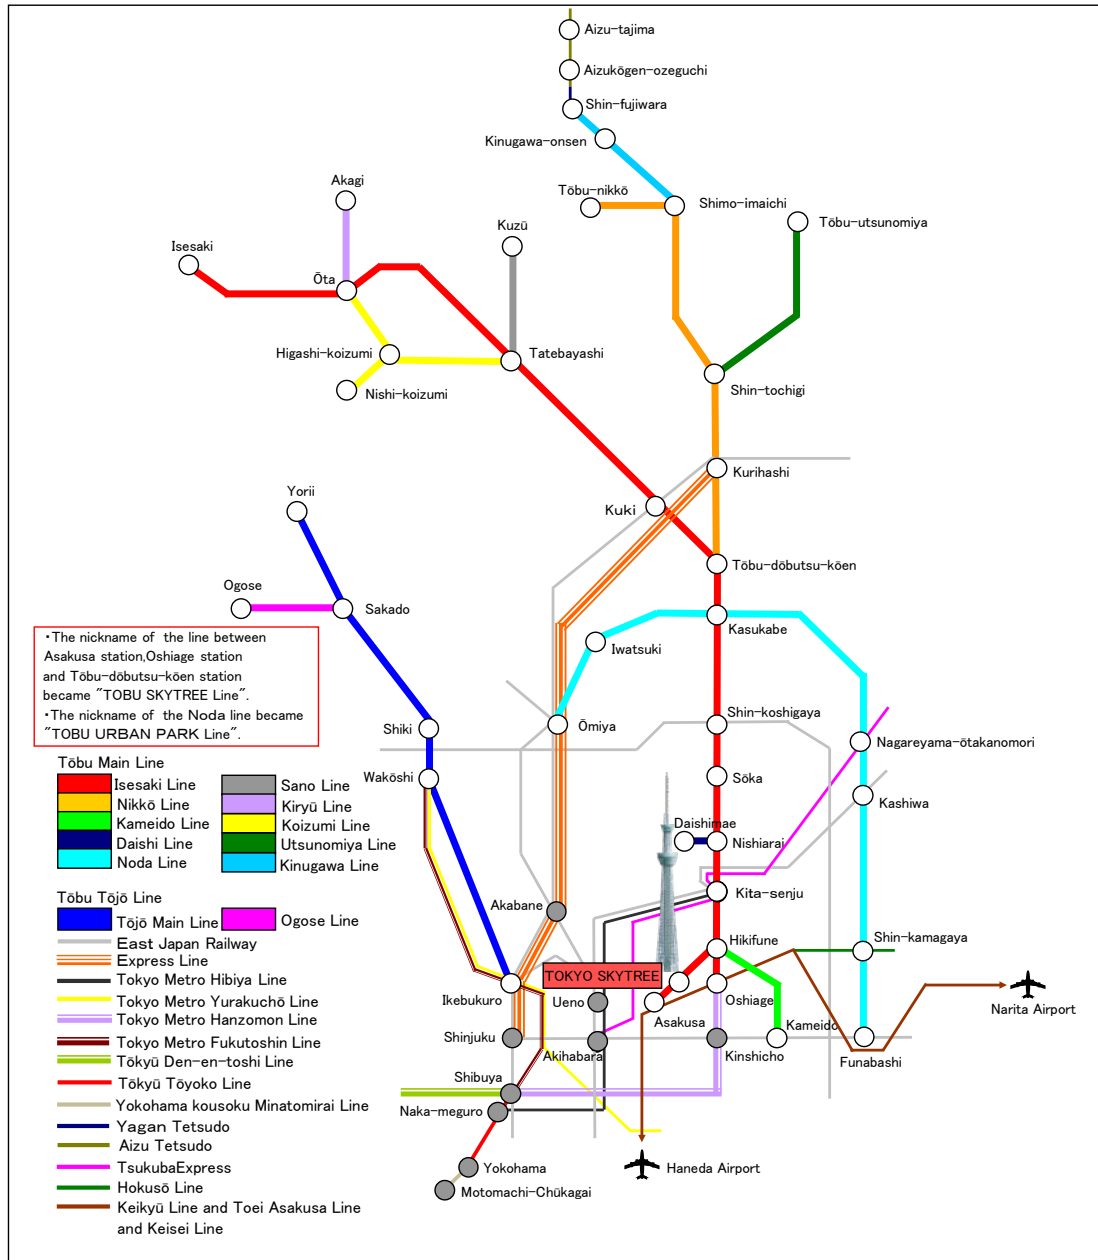 Aizu-tajima
Aizukōgen-ozeguchi
Shin-fujiwara
Kinugawa-onsen
Akagi
Tōbu-nikkō
Shimo-imaichi
Tōbu-utsunomiya
Kuzū
Isesaki
Ōta
Higashi-koizumi
Tatebayashi
Nishi-koizumi
Shin-tochigi
Kurihashi
Yorii
Kuki
Tōbu-dōbutsu-kōen
Ogose
Sakado
Kasukabe
Iwatsuki
・The nickname of the line between
Asakusa station,Oshiage station
and Tōbu-dōbutsu-kōen station
became "TOBU SKYTREE Line".
・The nickname of the Noda line became
"TOBU URBAN PARK Line".
Shiki
Ōmiya
Shin-koshigaya
Nagareyama-ōtakanomori
Wakōshi
Sōka
Kashiwa
Daishimae
Nishiarai
Kita-senju
Akabane
Hikifune
Shin-kamagaya
TOKYO SKYTREE
Ikebukuro
Ueno
Asakusa
Oshiage
Narita Airport
Shinjuku
Akihabara
Kinshicho
Kameido
Funabashi
Shibuya
Naka-meguro
Yokohama
Haneda Airport
Motomachi-Chūkagai
Tōbu Main Line
Isesaki Line
Nikkō Line
Kameido Line
Daishi Line
Noda Line
Sano Line
Kiryū Line
Koizumi Line
Utsunomiya Line
Kinugawa Line
Tōbu Tōjō Line
Tōjō Main Line
Ogose Line
East Japan Railway
Express Line
Tokyo Metro Hibiya Line
Tokyo Metro Yurakuchō Line
Tokyo Metro Hanzomon Line
Tokyo Metro Fukutoshin Line
Tōkyū Den-en-toshi Line
Tōkyū Tōyoko Line
Yokohama kousoku Minatomirai Line
Yagan Tetsudo
Aizu Tetsudo
TsukubaExpress
Hokusō Line
Keikyū Line and Toei Asakusa Line
and Keisei Line